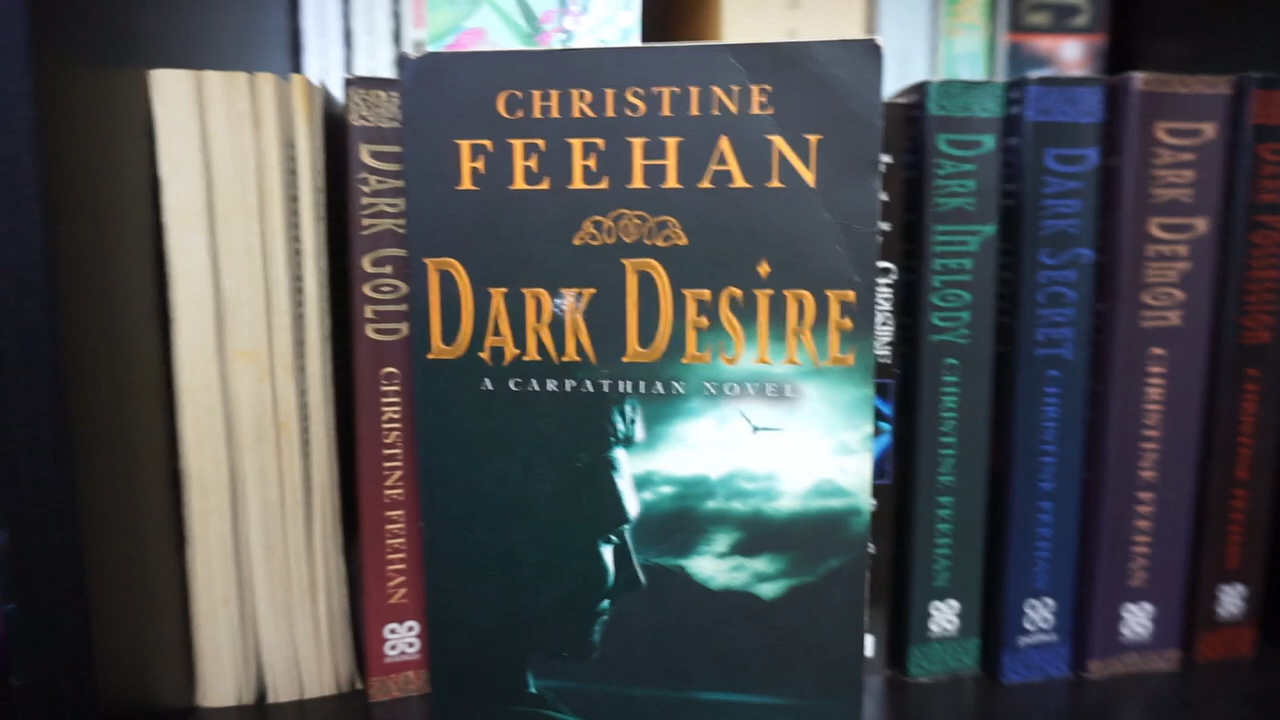 DARK GOLD CHRISTINE FEEHAN
CHRISTINE
FEEHAN
DARK DESIRE
A CARPATHIAN NOVEL
CHRISTINE
DARK MELODY CHRISTINE FEEHAN
DARK SECRET CHRISTINE FEEHAN
DARK DEMON CHRISTINE FEEHAN
DARK POSSESSION CHRISTINE FEEHAN